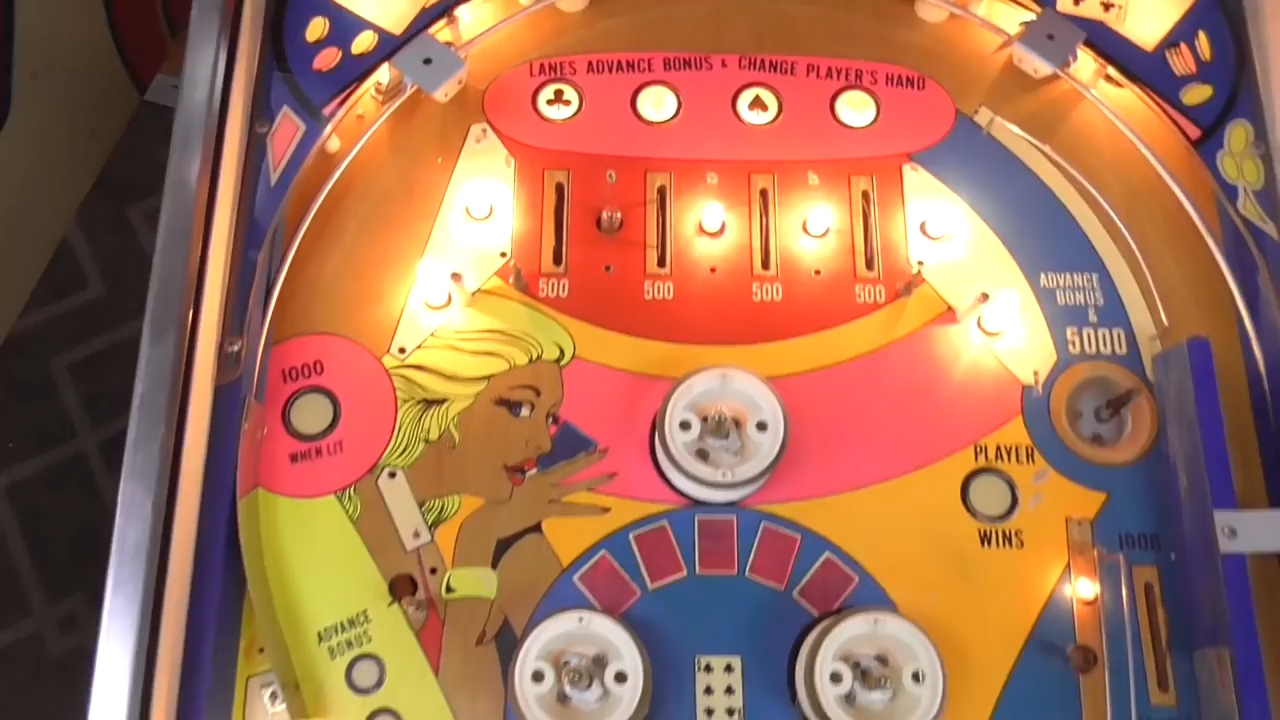 LANES ADVANCE BONUS & CHANGE PLAYER'S HAND
500 500 500 500
ADVANCE
BONUS
&
5000
1000
WHEN LIT
PLAYER
WINS
ADVANCE
BONUS